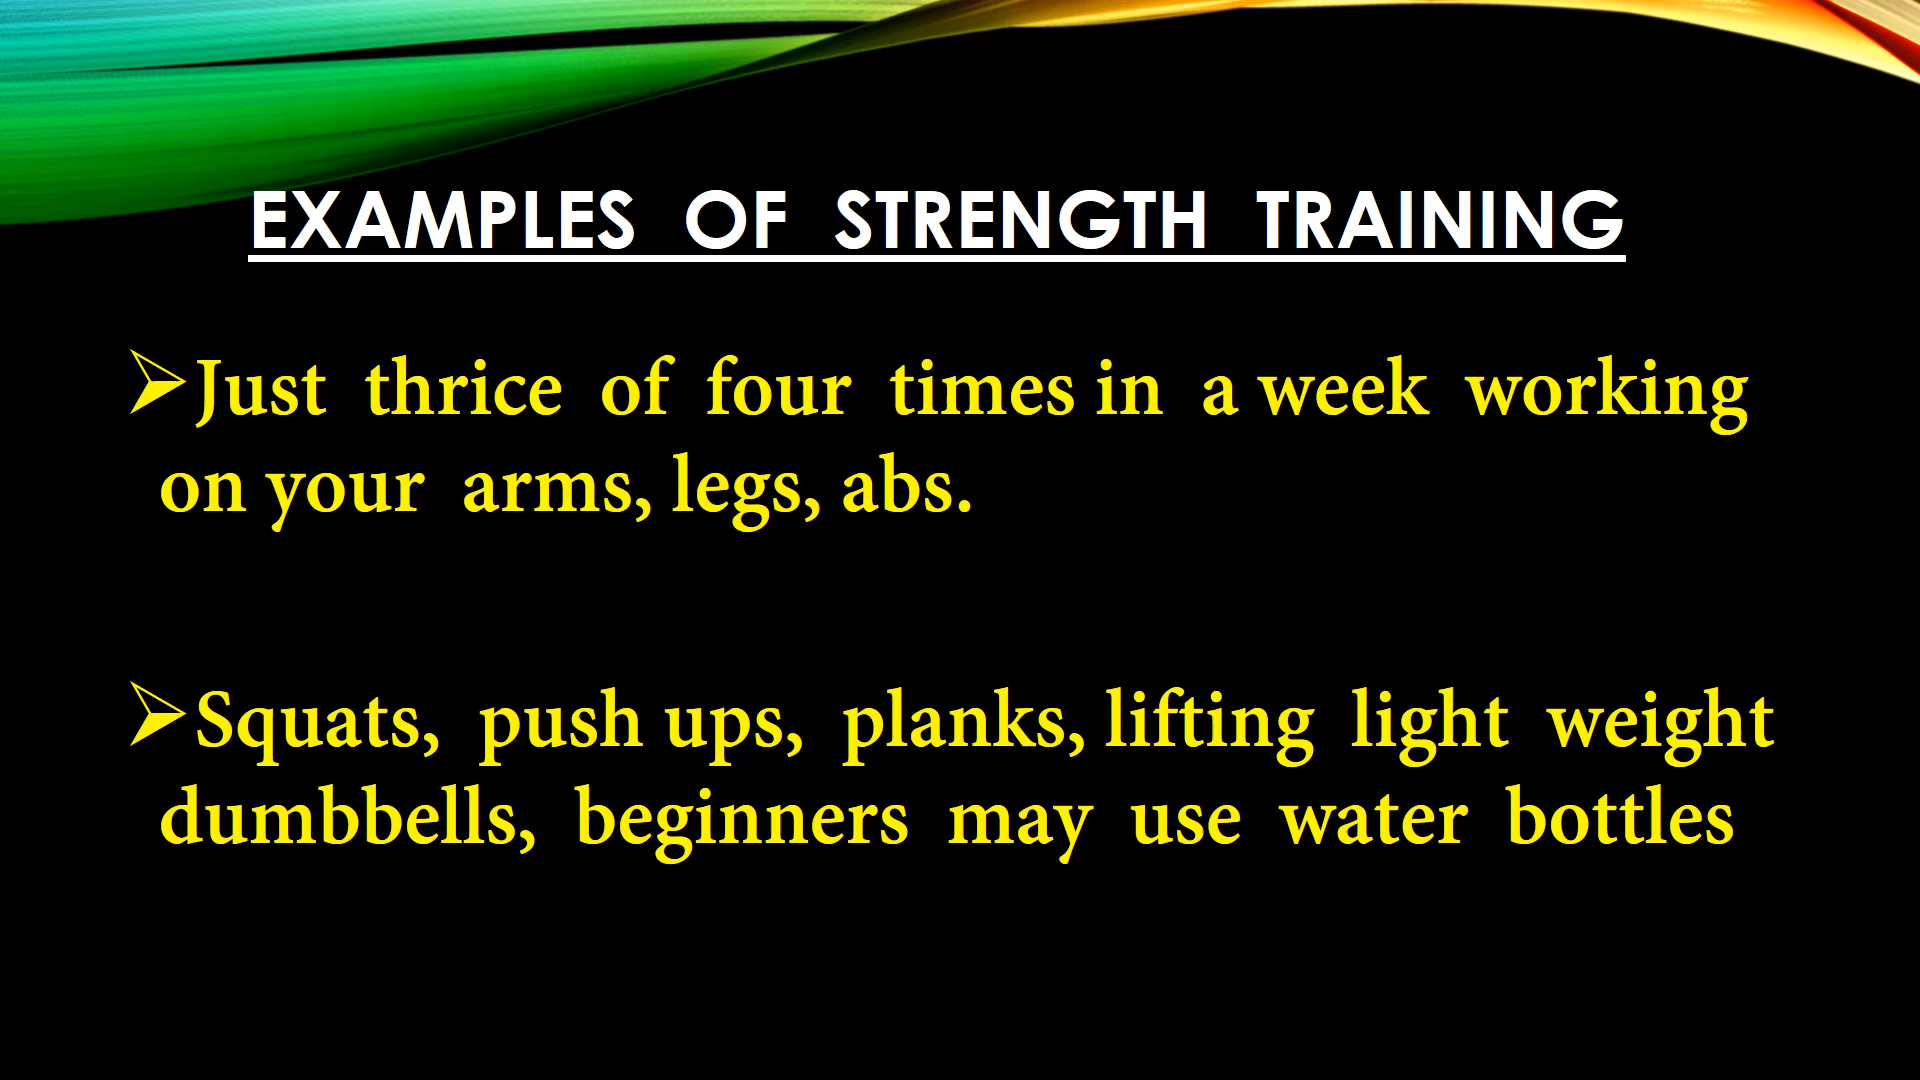 EXAMPLES OF STRENGTH TRAINING
➢Just thrice of four times in a week working
on your arms, legs, abs.
➢Squats, push ups, planks, lifting light weight
dumbbells, beginners may use water bottles